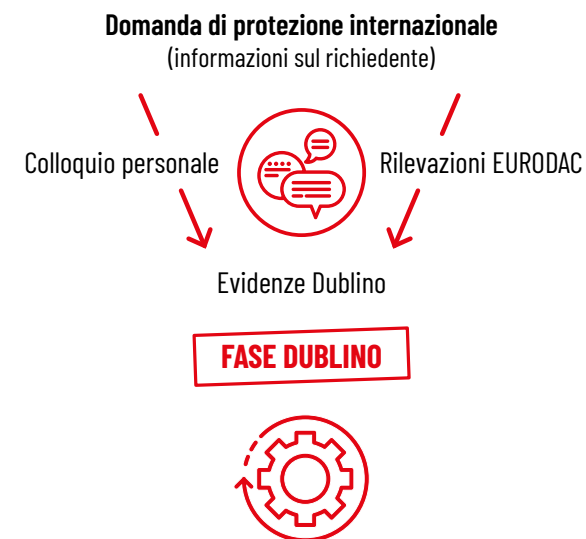 Domanda di protezione internazionale
(informazioni sul richiedente)
Colloquio personale
Rilevazioni EURODAC
Evidenze Dublino
FASE DUBLINO